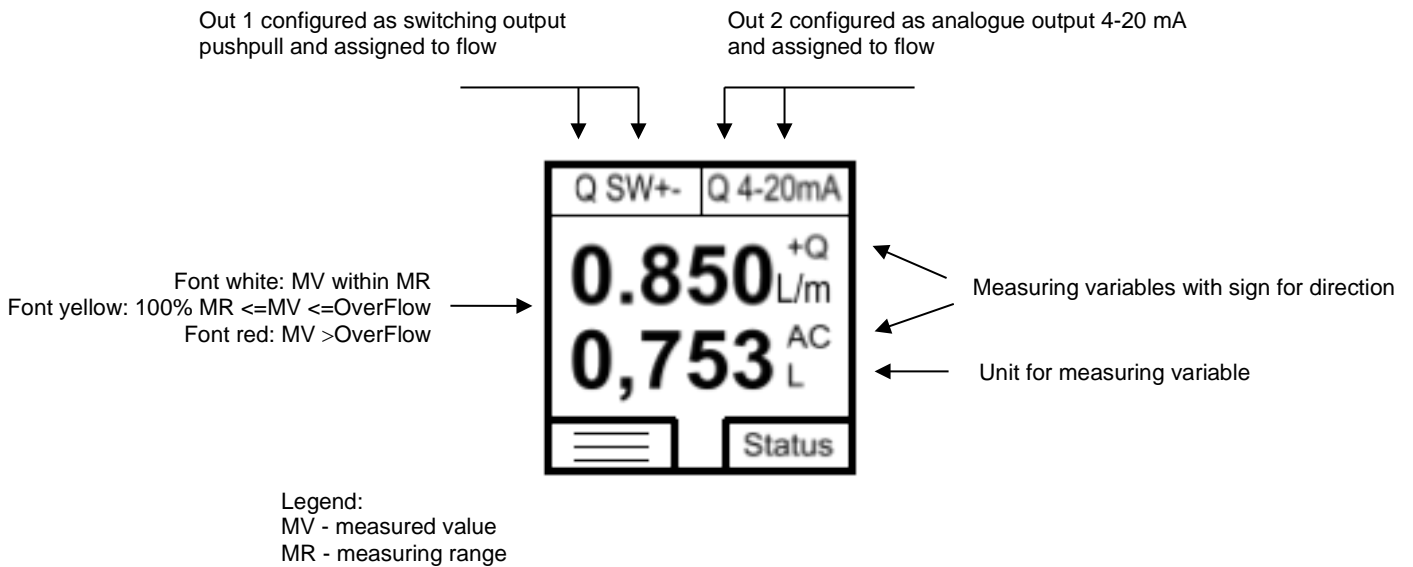 Out 1 configured as switching output
pushpull and assigned to flow
Out 2 configured as analogue output 4-20 mA
and assigned to flow
Q SW+-
Q 4-20mA
0.850
+Q
L/m
0,753
AC
L
Status
Font white: MV within MR
Font yellow: 100% MR <=MV <=OverFlow
Font red: MV >OverFlow
Measuring variables with sign for direction
Unit for measuring variable
Legend:
MV - measured value
MR - measuring range